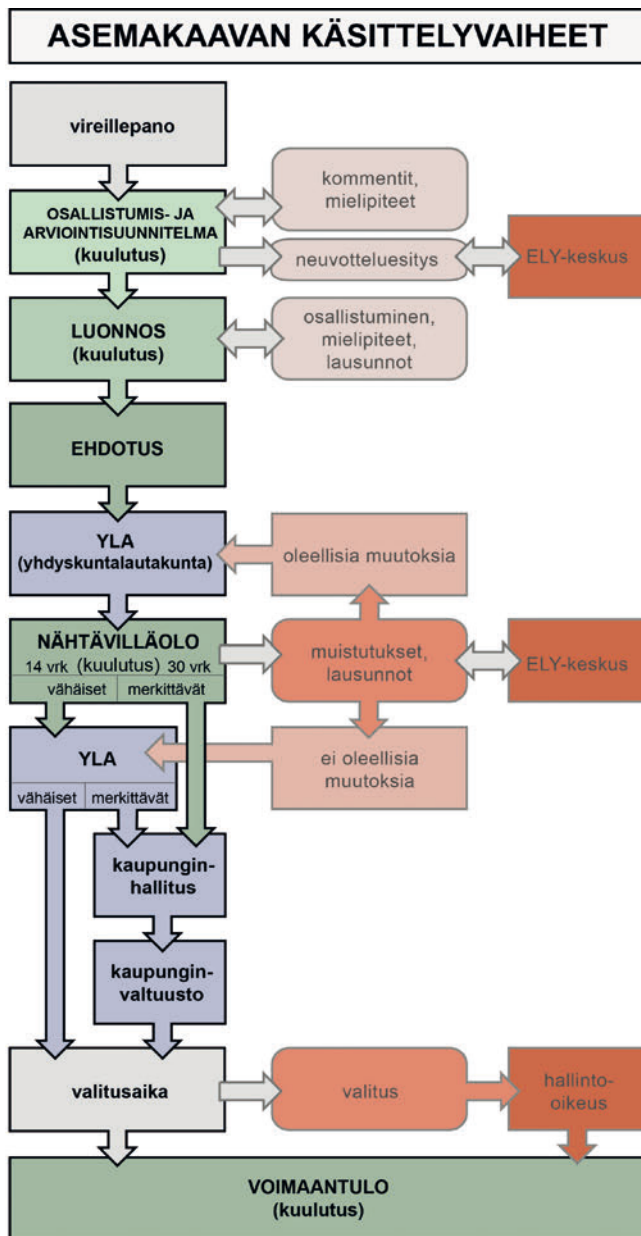 ASEMAKAAVAN KÄSITTELYVAIHEET
vireillepano
OSALLISTUMIS- JA
ARVIOINTISUUNNITELMA
(kuulutus)
kommentit,
mielipiteet
neuvotteluesitys
ELY-keskus
LUONNOS
(kuulutus)
osallistuminen,
mielipiteet,
lausunnot
EHDOTUS
YLA
(yhdyskuntalautakunta)
oleellisia muutoksia
NÄHTÄVILLÄOLO
14 vrk (kuulutus) 30 vrk
vähäiset merkittävät
muistutukset,
lausunnot
ELY-keskus
YLA
vähäiset merkittävät
ei oleellisia
muutoksia
kaupungin-
hallitus
kaupungin-
valtuusto
valitusaika
valitus
hallinto-
oikeus
VOIMAANTULO
(kuulutus)